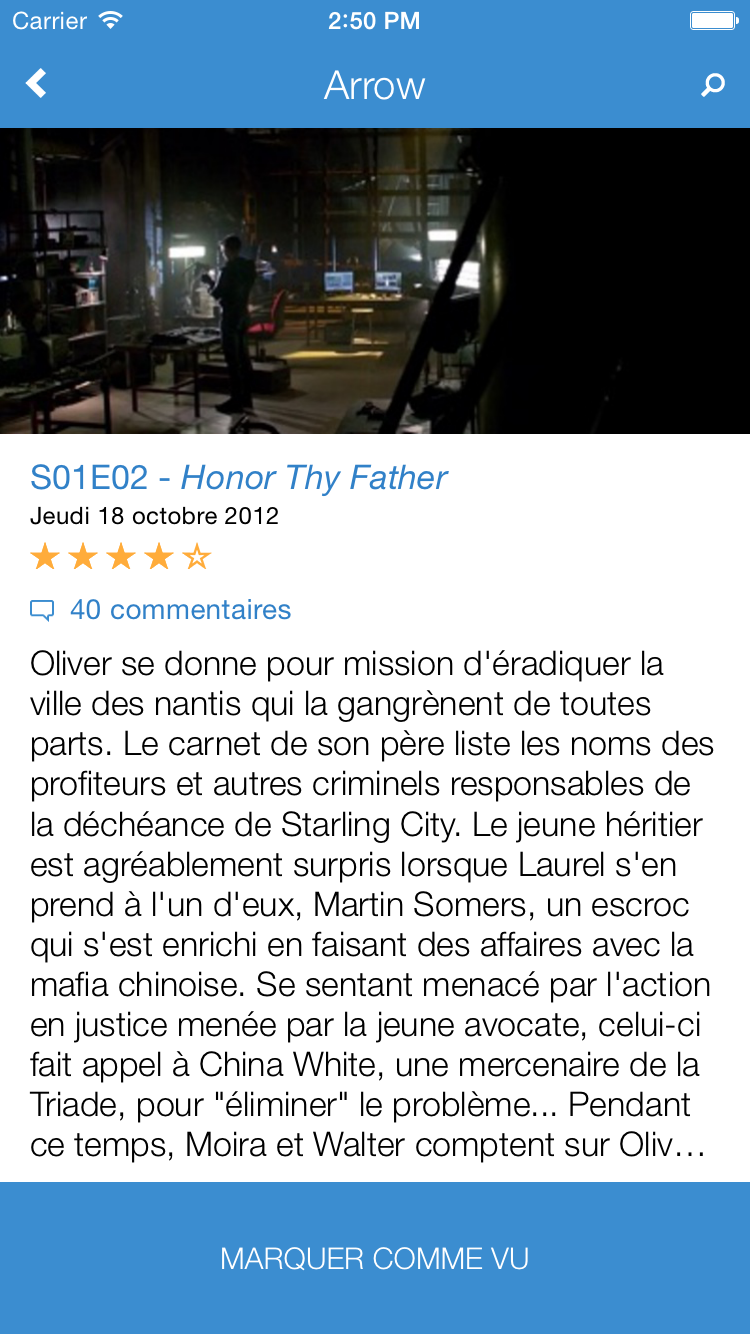 Carrier 2:50 PM
Arrow
S01E02 - Honor Thy Father
Jeudi 18 octobre 2012
40 commentaires
Oliver se donne pour mission d'éradiquer la
ville des nantis qui la gangrènent de toutes
parts. Le carnet de son père liste les noms des
profiteurs et autres criminels responsables de
la déchéance de Starling City. Le jeune héritier
est agréablement surpris lorsque Laurel s'en
prend à l'un d'eux, Martin Somers, un escroc
qui s'est enrichi en faisant des affaires avec la
mafia chinoise. Se sentant menacé par l'action
en justice menée par la jeune avocate, celui-ci
fait appel à China White, une mercenaire de la
Triade, pour "éliminer" le problème... Pendant
ce temps, Moira et Walter comptent sur Oliv…
MARQUER COMME VU